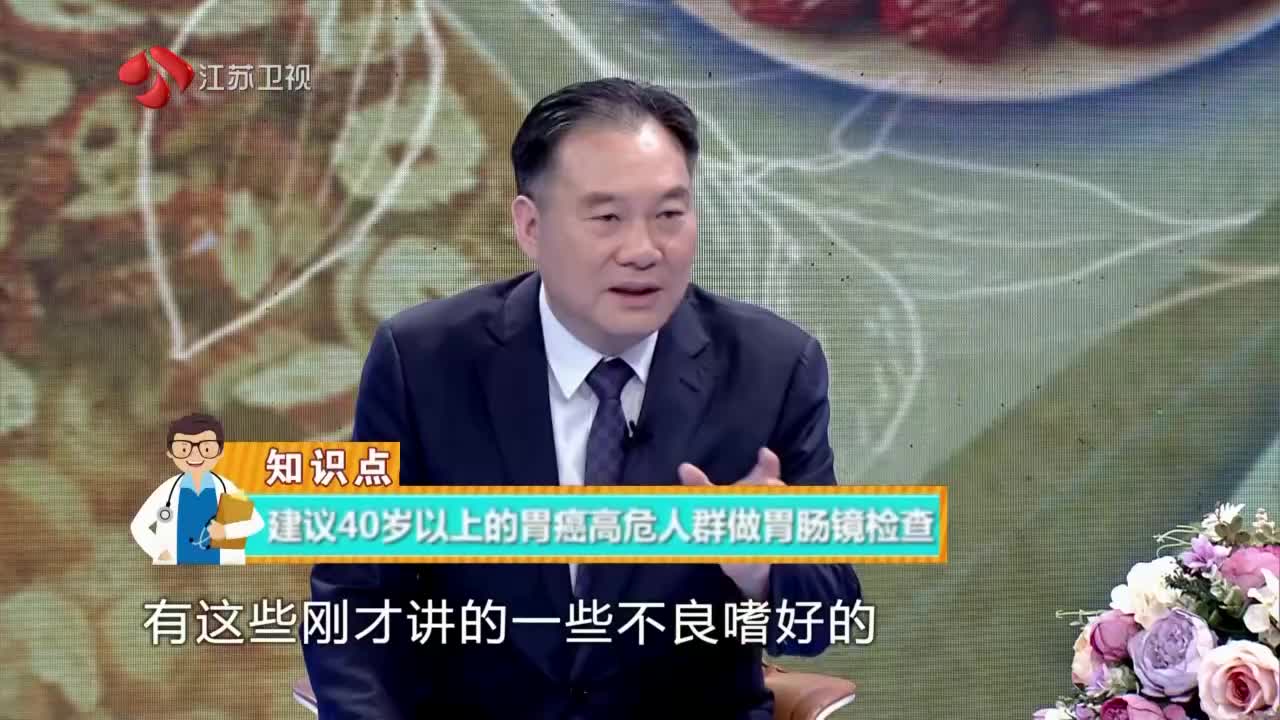 江苏卫视
知识点
建议40岁以上的胃癌高危人群做胃肠镜检查
有这些刚才讲的一些不良嗜好的